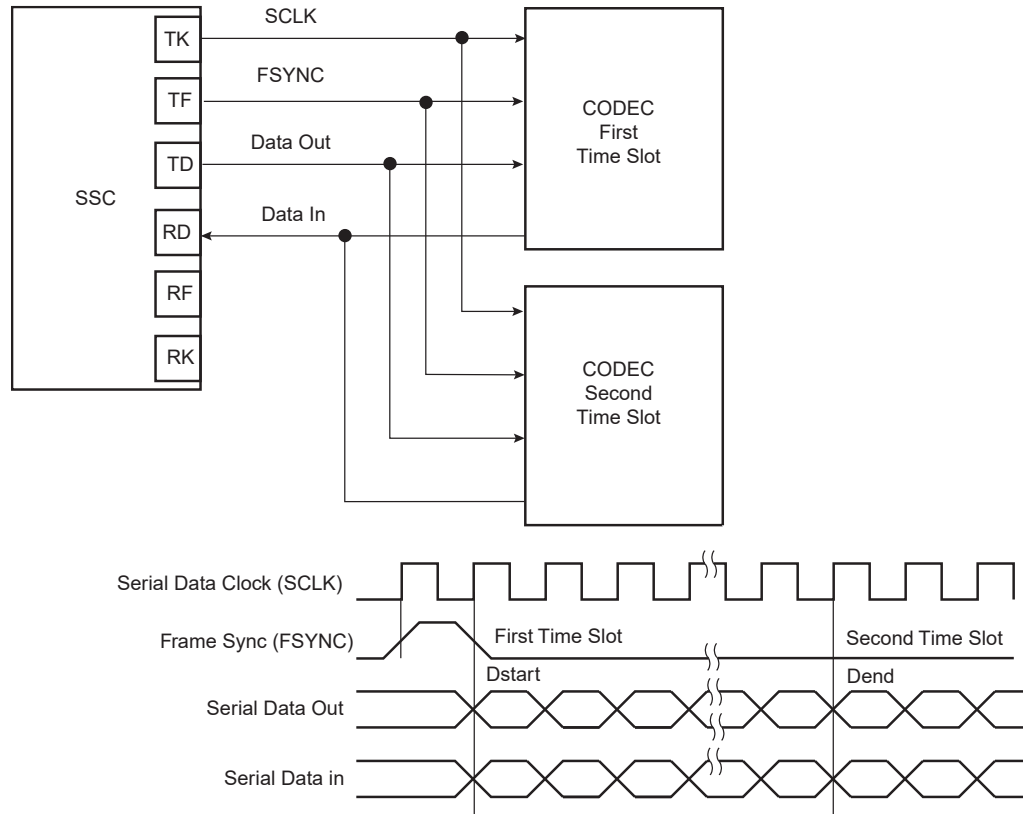 SCLK
TK
FSYNC
TF
CODEC
First
Time Slot
Data Out
TD
SSC
Data In
RD
RF
RK
CODEC
Second
Time Slot
Serial Data Clock (SCLK)
Frame Sync (FSYNC)
First Time Slot
Second Time Slot
Dstart
Dend
Serial Data Out
Serial Data in